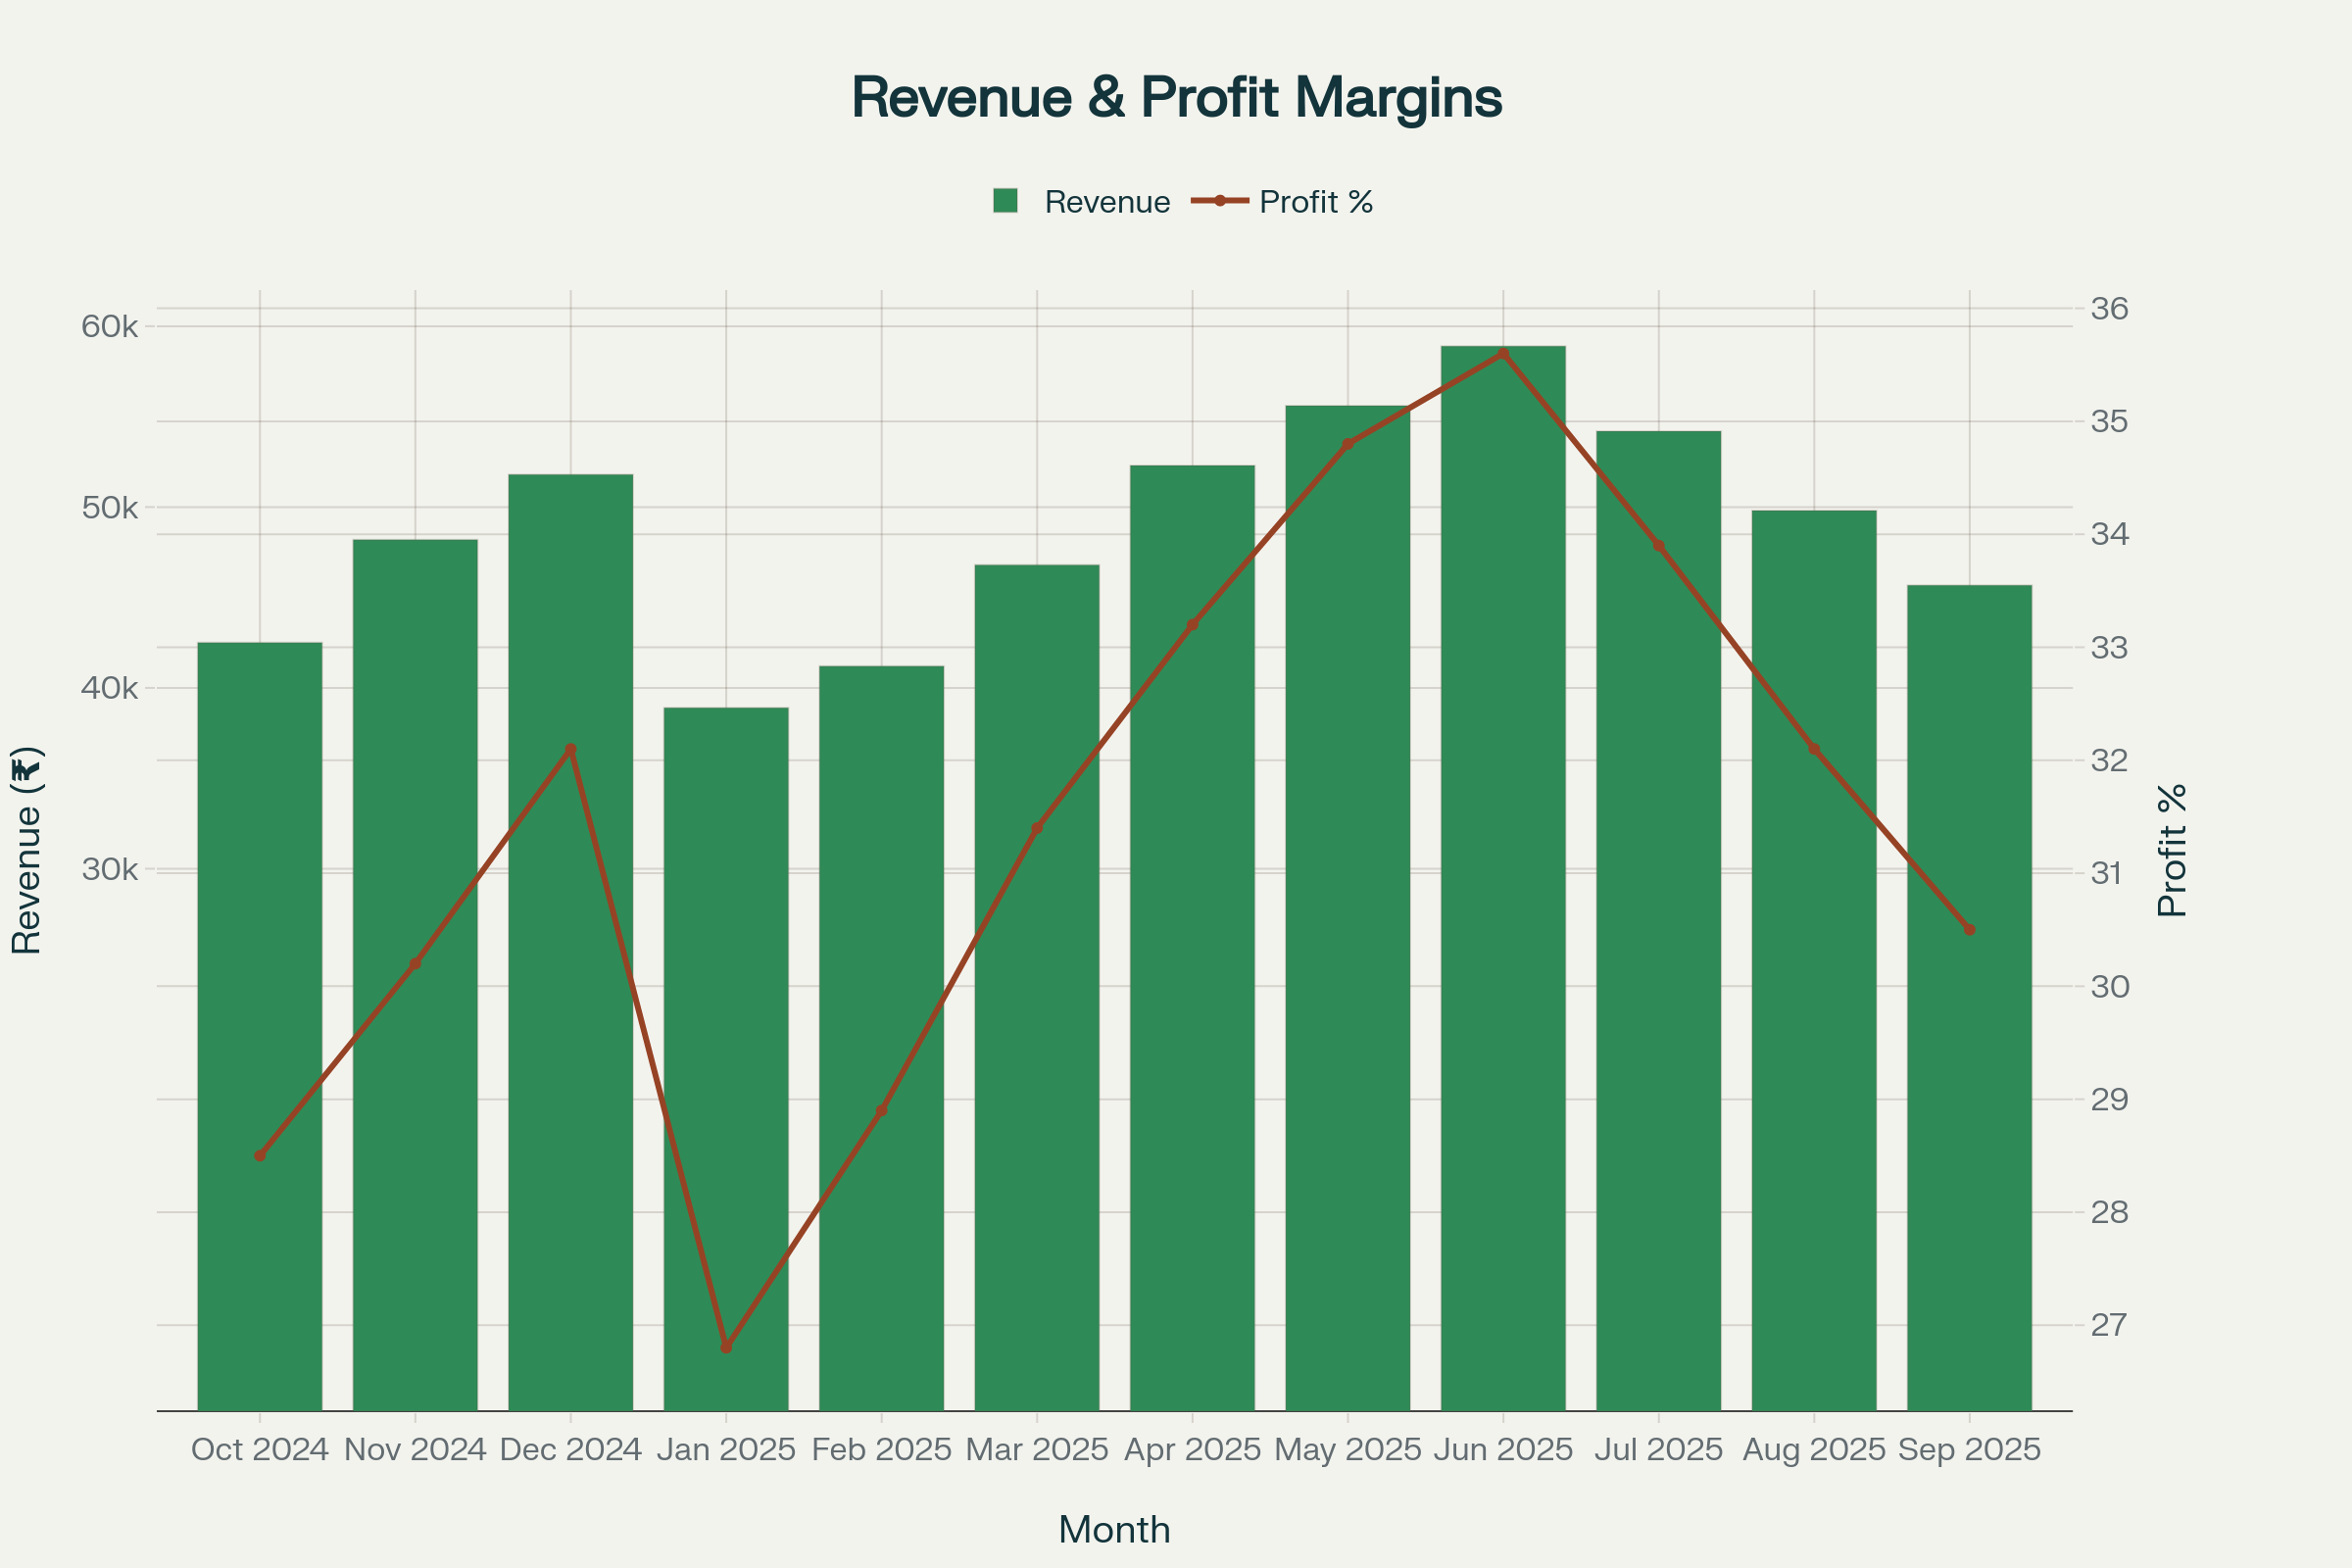 Revenue & Profit Margins
Revenue Profit %
60k
50k
40k
30k
Revenue (₹)
36
35
34
33
32
31
30
29
28
27
Profit %
Oct 2024 Nov 2024 Dec 2024 Jan 2025 Feb 2025 Mar 2025 Apr 2025 May 2025 Jun 2025 Jul 2025 Aug 2025 Sep 2025
Month